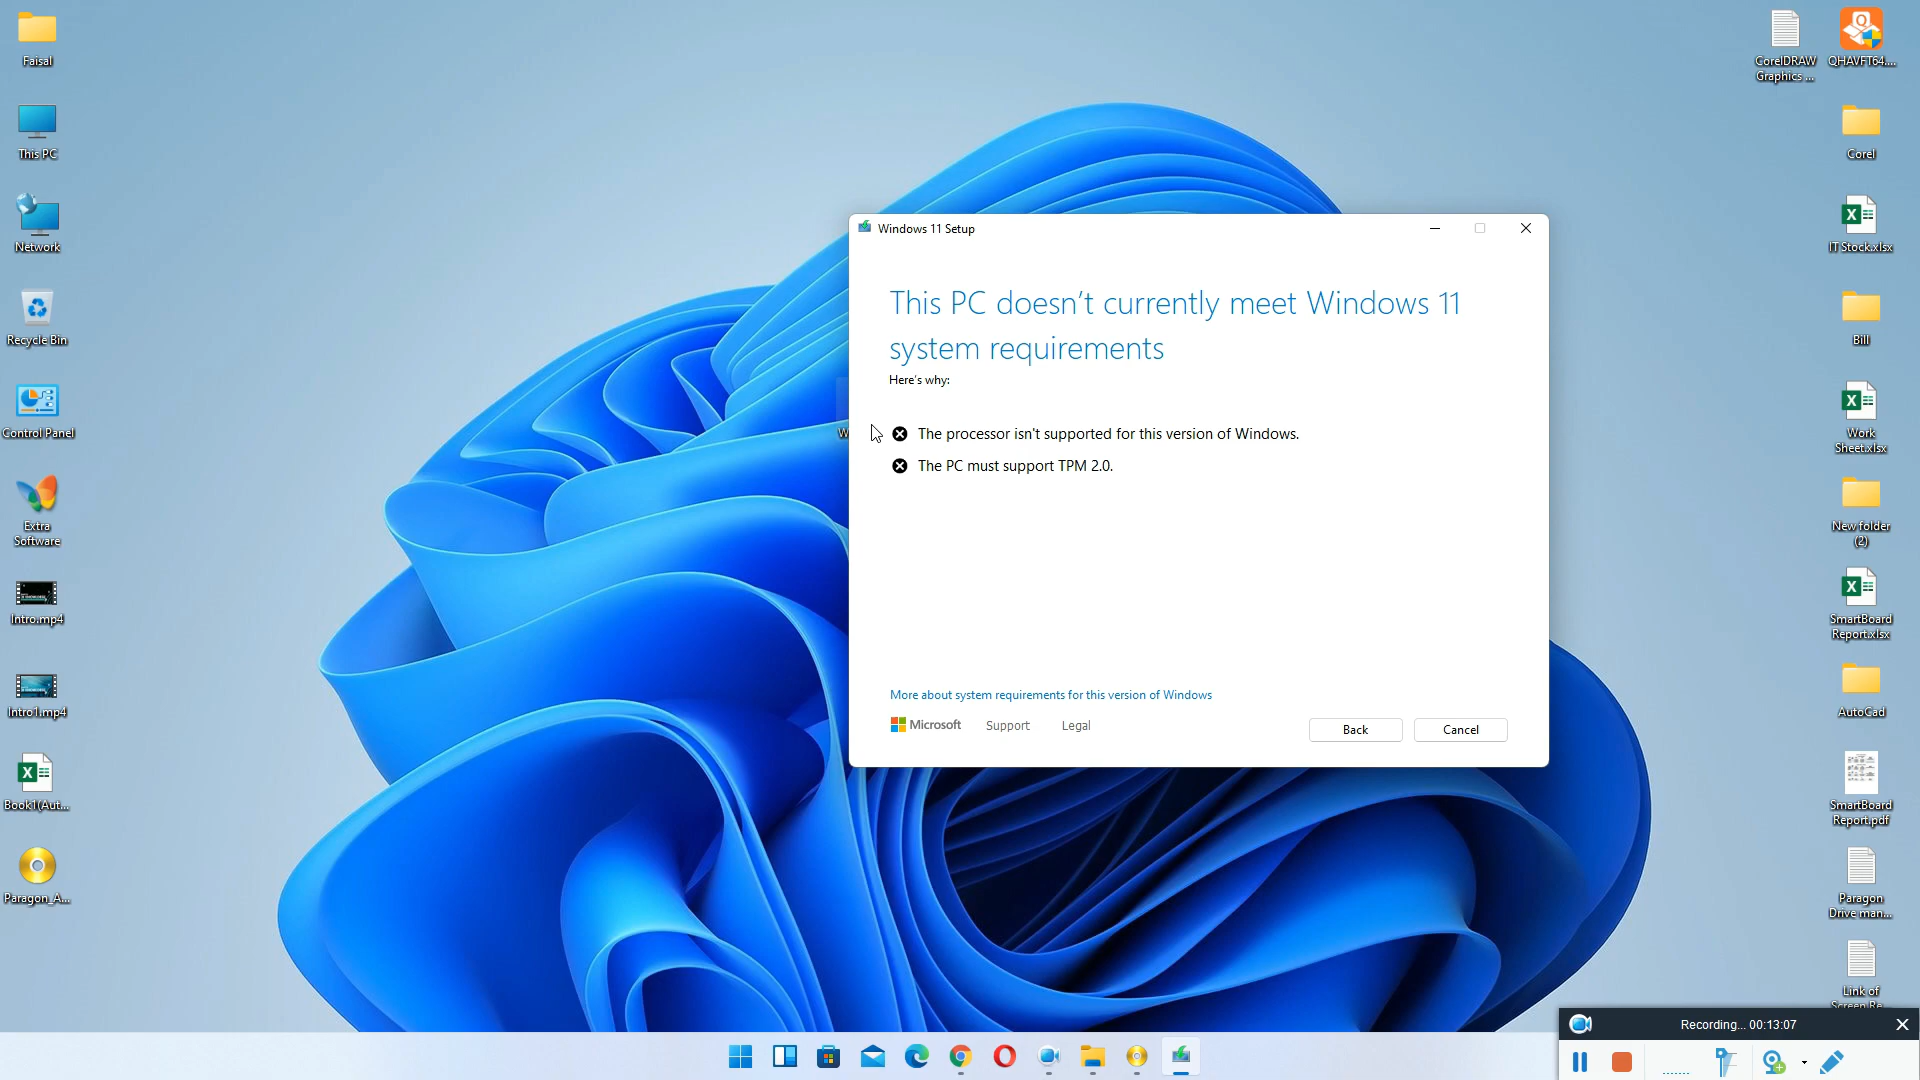 Faisal
This PC
Network
Recycle Bin
Control Panel
Extra
Software
Intro.mp4
Intro1.mp4
Book1(Aut...
Paragon_A...
Windows 11 Setup
This PC doesn't currently meet Windows 11
system requirements
Here's why:
The processor isn't supported for this version of Windows.
The PC must support TPM 2.0.
More about system requirements for this version of Windows
Microsoft
Support
Legal
Back
Cancel
W
CorelDRAW
Graphics ...
QHAVFT64....
Corel
IT Stock.xlsx
Bill
Work
Sheet.xlsx
New folder
(2)
SmartBoard
Report.xlsx
AutoCad
SmartBoard
Report.pdf
Paragon
Drive man...
Link of
Screen Re...
Recording... 00:13:07